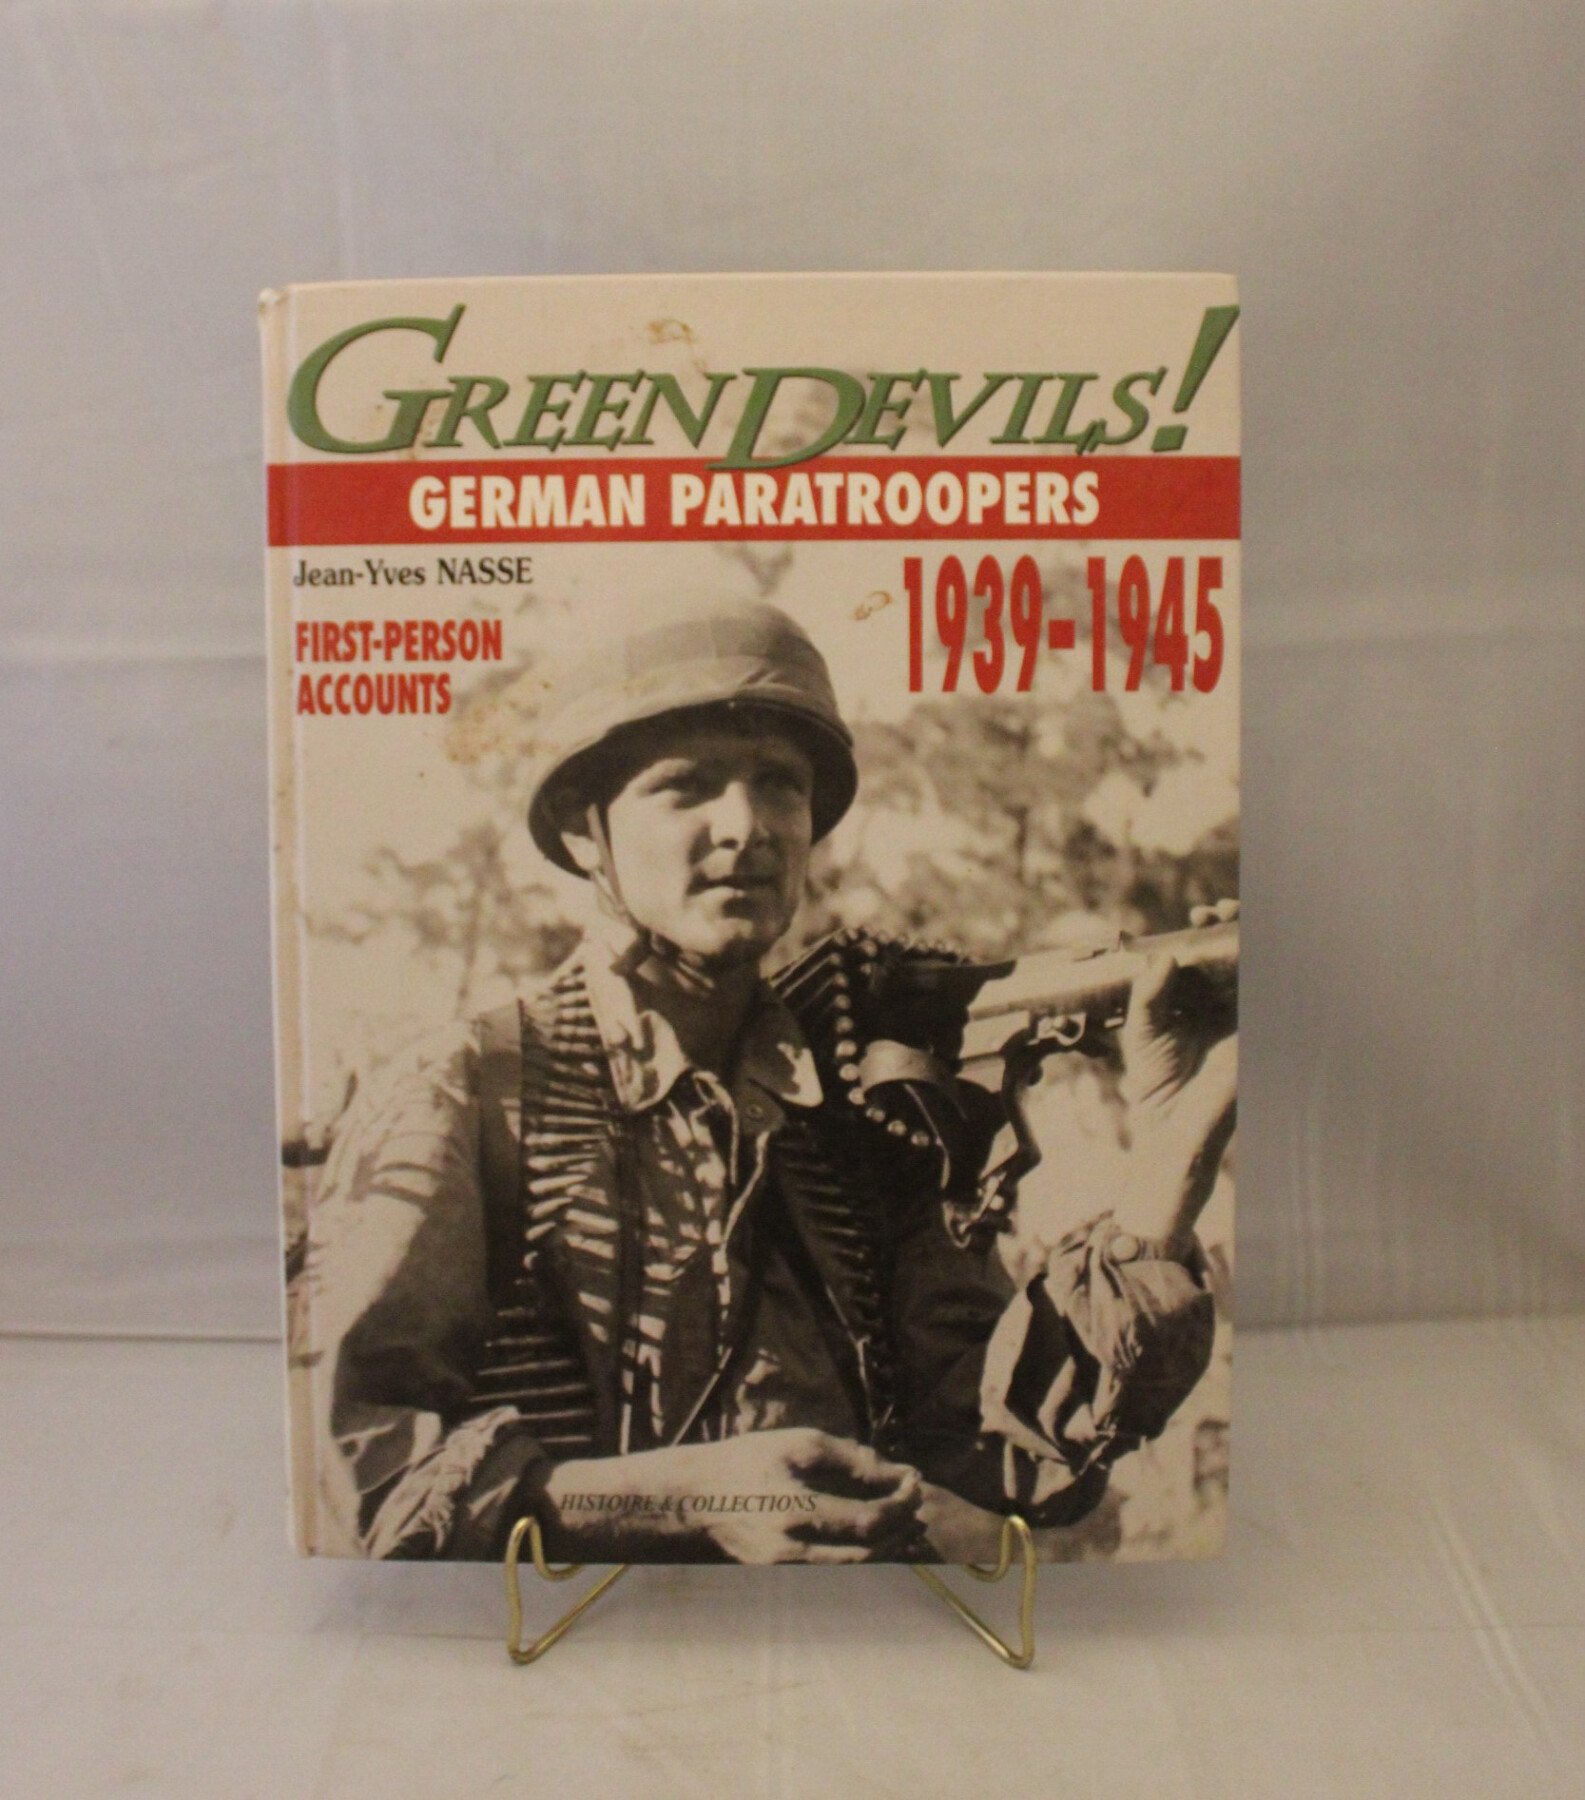 GREEN DEVILS!
GERMAN PARATROOPERS
Jean-Yves NASSE
1939-1945
FIRST-PERSON
ACCOUNTS
HISTOIRE & COLLECTIONS